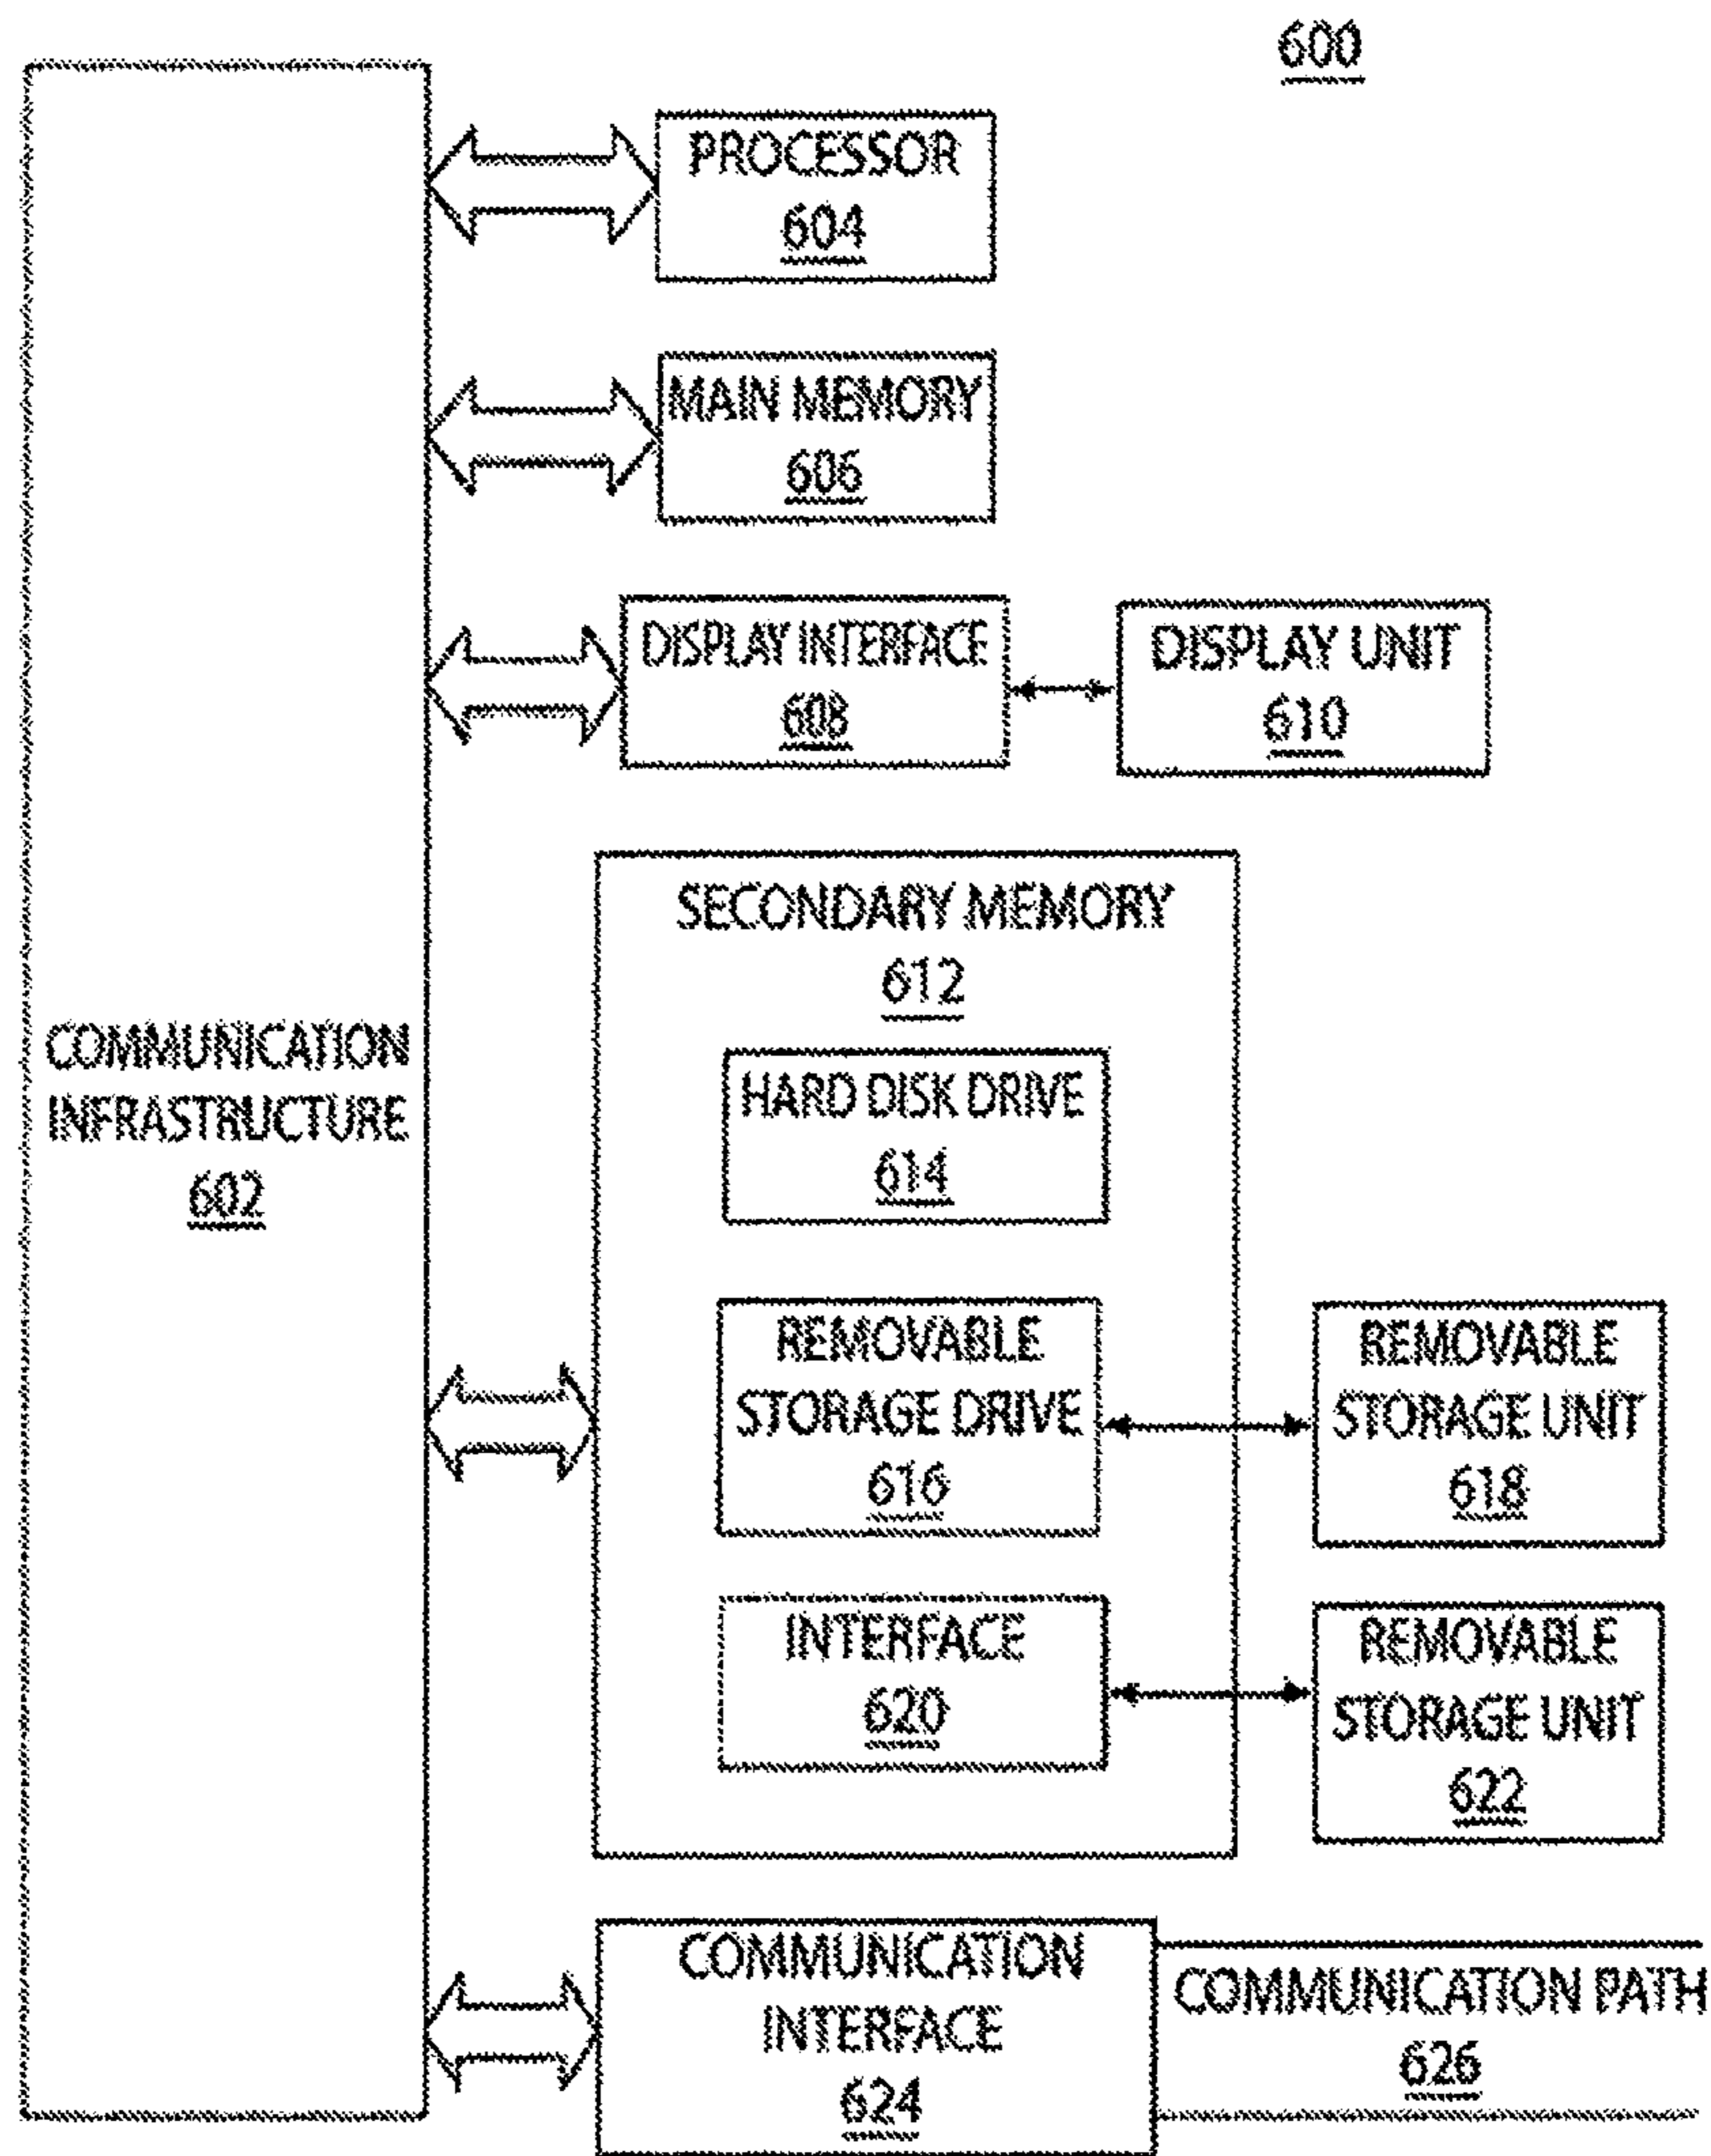 600
PROCESSOR
604
MAIN MEMORY
606
DISPLAY INTERFACE
608
DISPLAY UNIT
610
SECONDARY MEMORY
612
HARD DISK DRIVE
614
COMMUNICATION
INFRASTRUCTURE
602
REMOVABLE
STORAGE DRIVE
616
REMOVABLE
STORAGE UNIT
618
INTERFACE
620
REMOVABLE
STORAGE UNIT
622
COMMUNICATION
INTERFACE
624
COMMUNICATION PATH
626